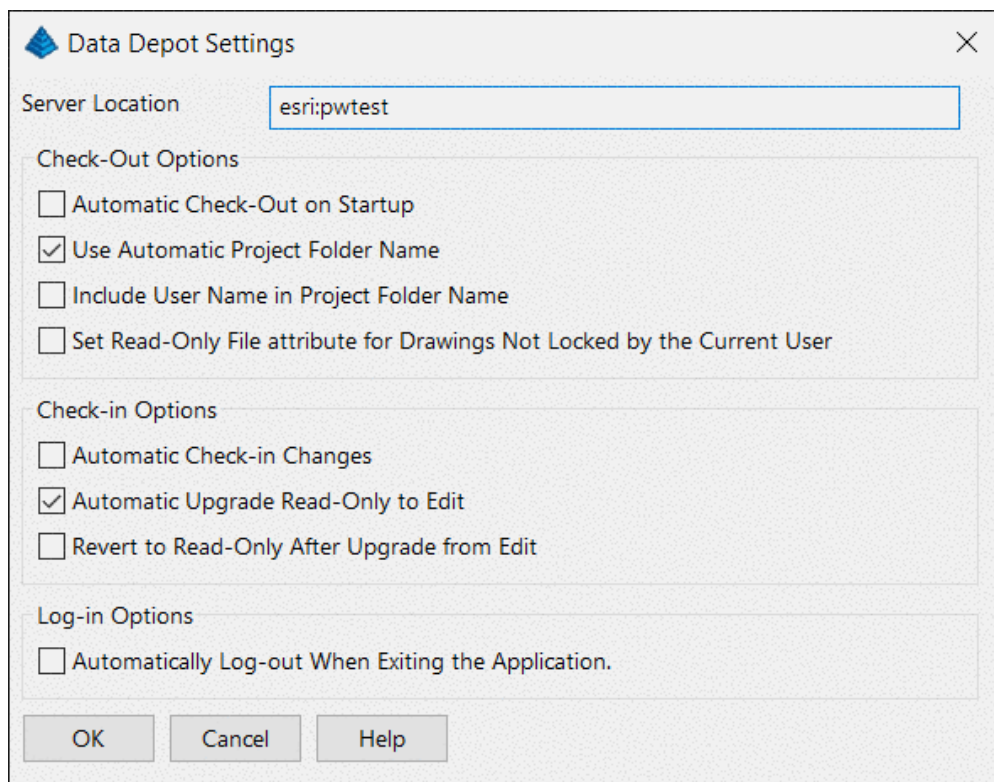 Data Depot Settings
Server Location
esri:pwtest
Check-Out Options
Automatic Check-Out on Startup
Use Automatic Project Folder Name
Include User Name in Project Folder Name
Set Read-Only File attribute for Drawings Not Locked by the Current User
Check-in Options
Automatic Check-in Changes
Automatic Upgrade Read-Only to Edit
Revert to Read-Only After Upgrade from Edit
Log-in Options
Automatically Log-out When Exiting the Application.
OK Cancel Help